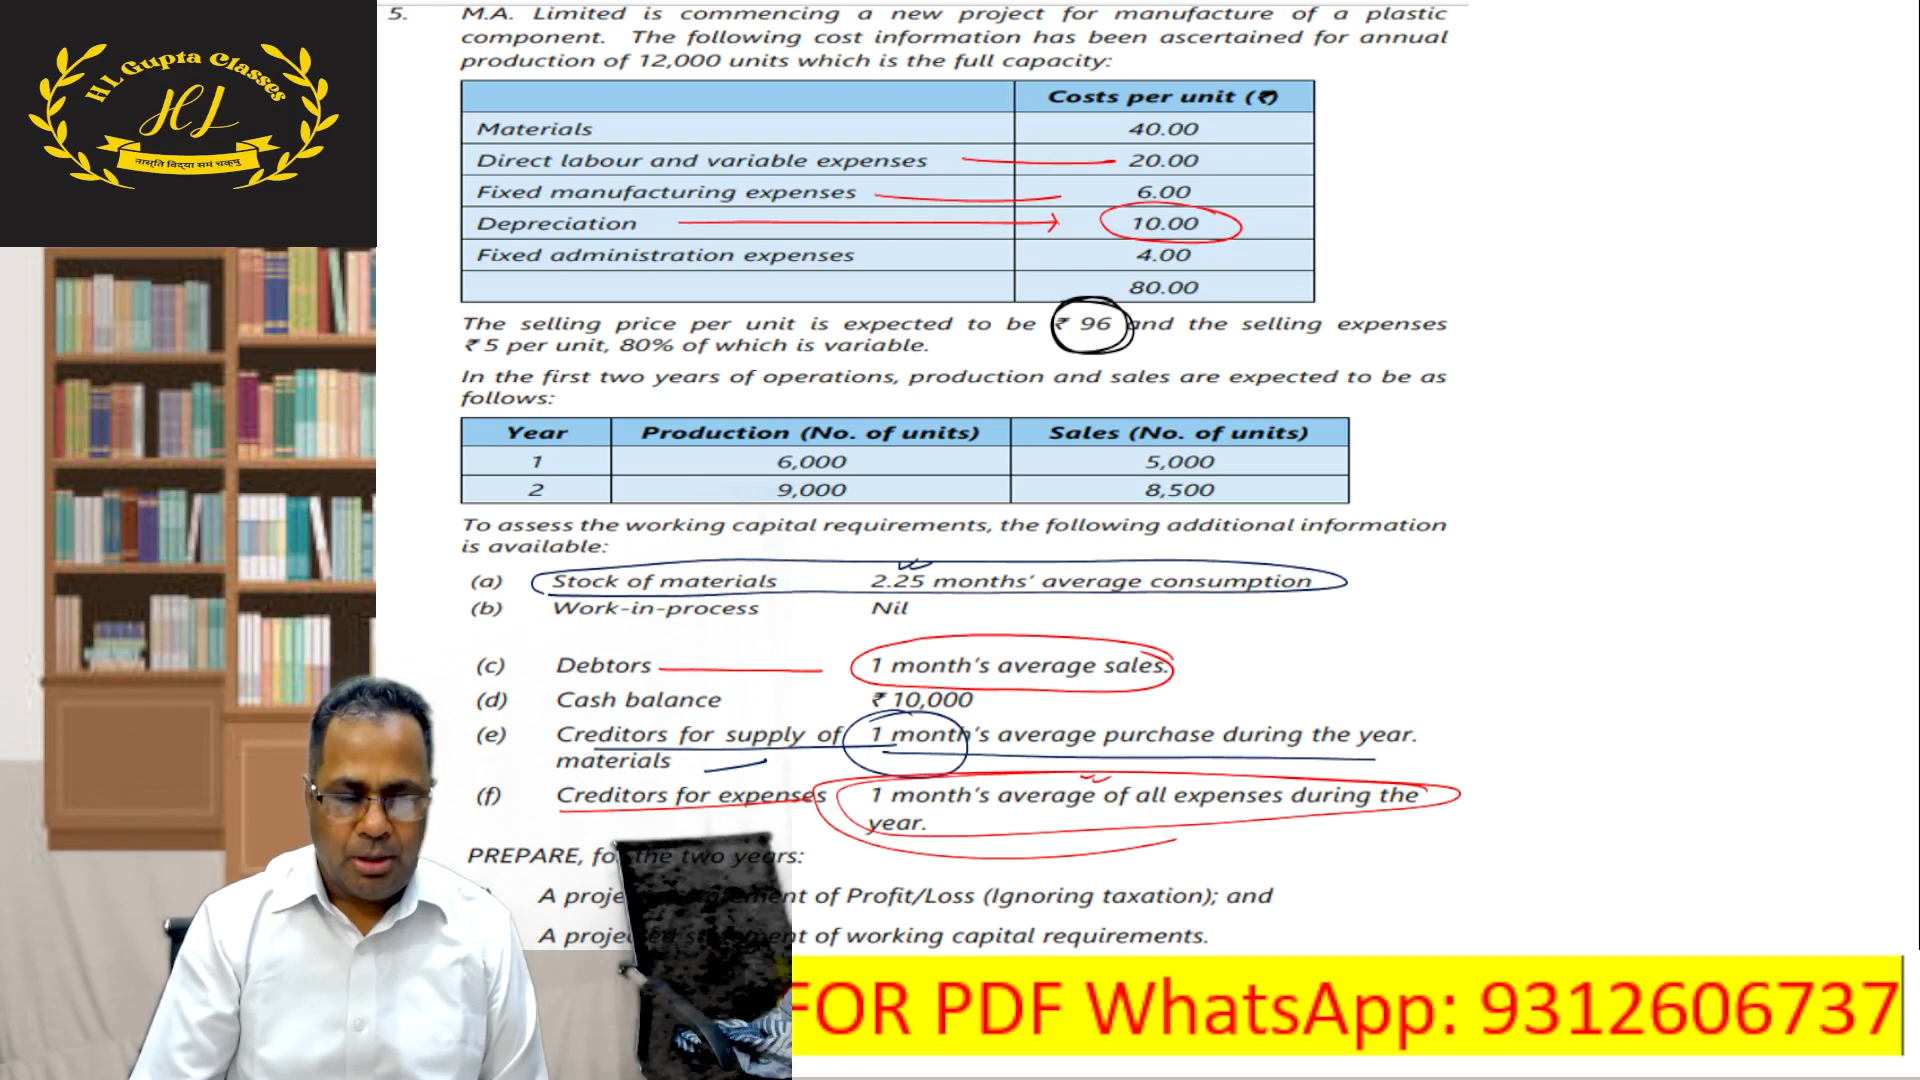 HL Gupta Classes
HL
नास्ति विद्या समं चक्षु
5. M.A. Limited is commencing a new project for manufacture of a plastic
component. The following cost information has been ascertained for annual
production of 12,000 units which is the full capacity:
Costs per unit (₹)
Materials 40.00
Direct labour and variable expenses 20.00
Fixed manufacturing expenses 6.00
Depreciation 10.00
Fixed administration expenses 4.00
80.00
The selling price per unit is expected to be ₹ 96 and the selling expenses
₹ 5 per unit, 80% of which is variable.
In the first two years of operations, production and sales are expected to be as
follows:
Year Production (No. of units) Sales (No. of units)
1 6,000 5,000
2 9,000 8,500
To assess the working capital requirements, the following additional information
is available:
(a) Stock of materials 2.25 months' average consumption
(b) Work-in-process Nil
(c) Debtors 1 month's average sales.
(d) Cash balance ₹ 10,000
(e) Creditors for supply of 1 month's average purchase during the year.
materials
(f) Creditors for expenses 1 month's average of all expenses during the
year.
PREPARE, for the two years:
A projected statement of Profit/Loss (Ignoring taxation); and
A projected statement of working capital requirements.
FOR PDF WhatsApp: 9312606737